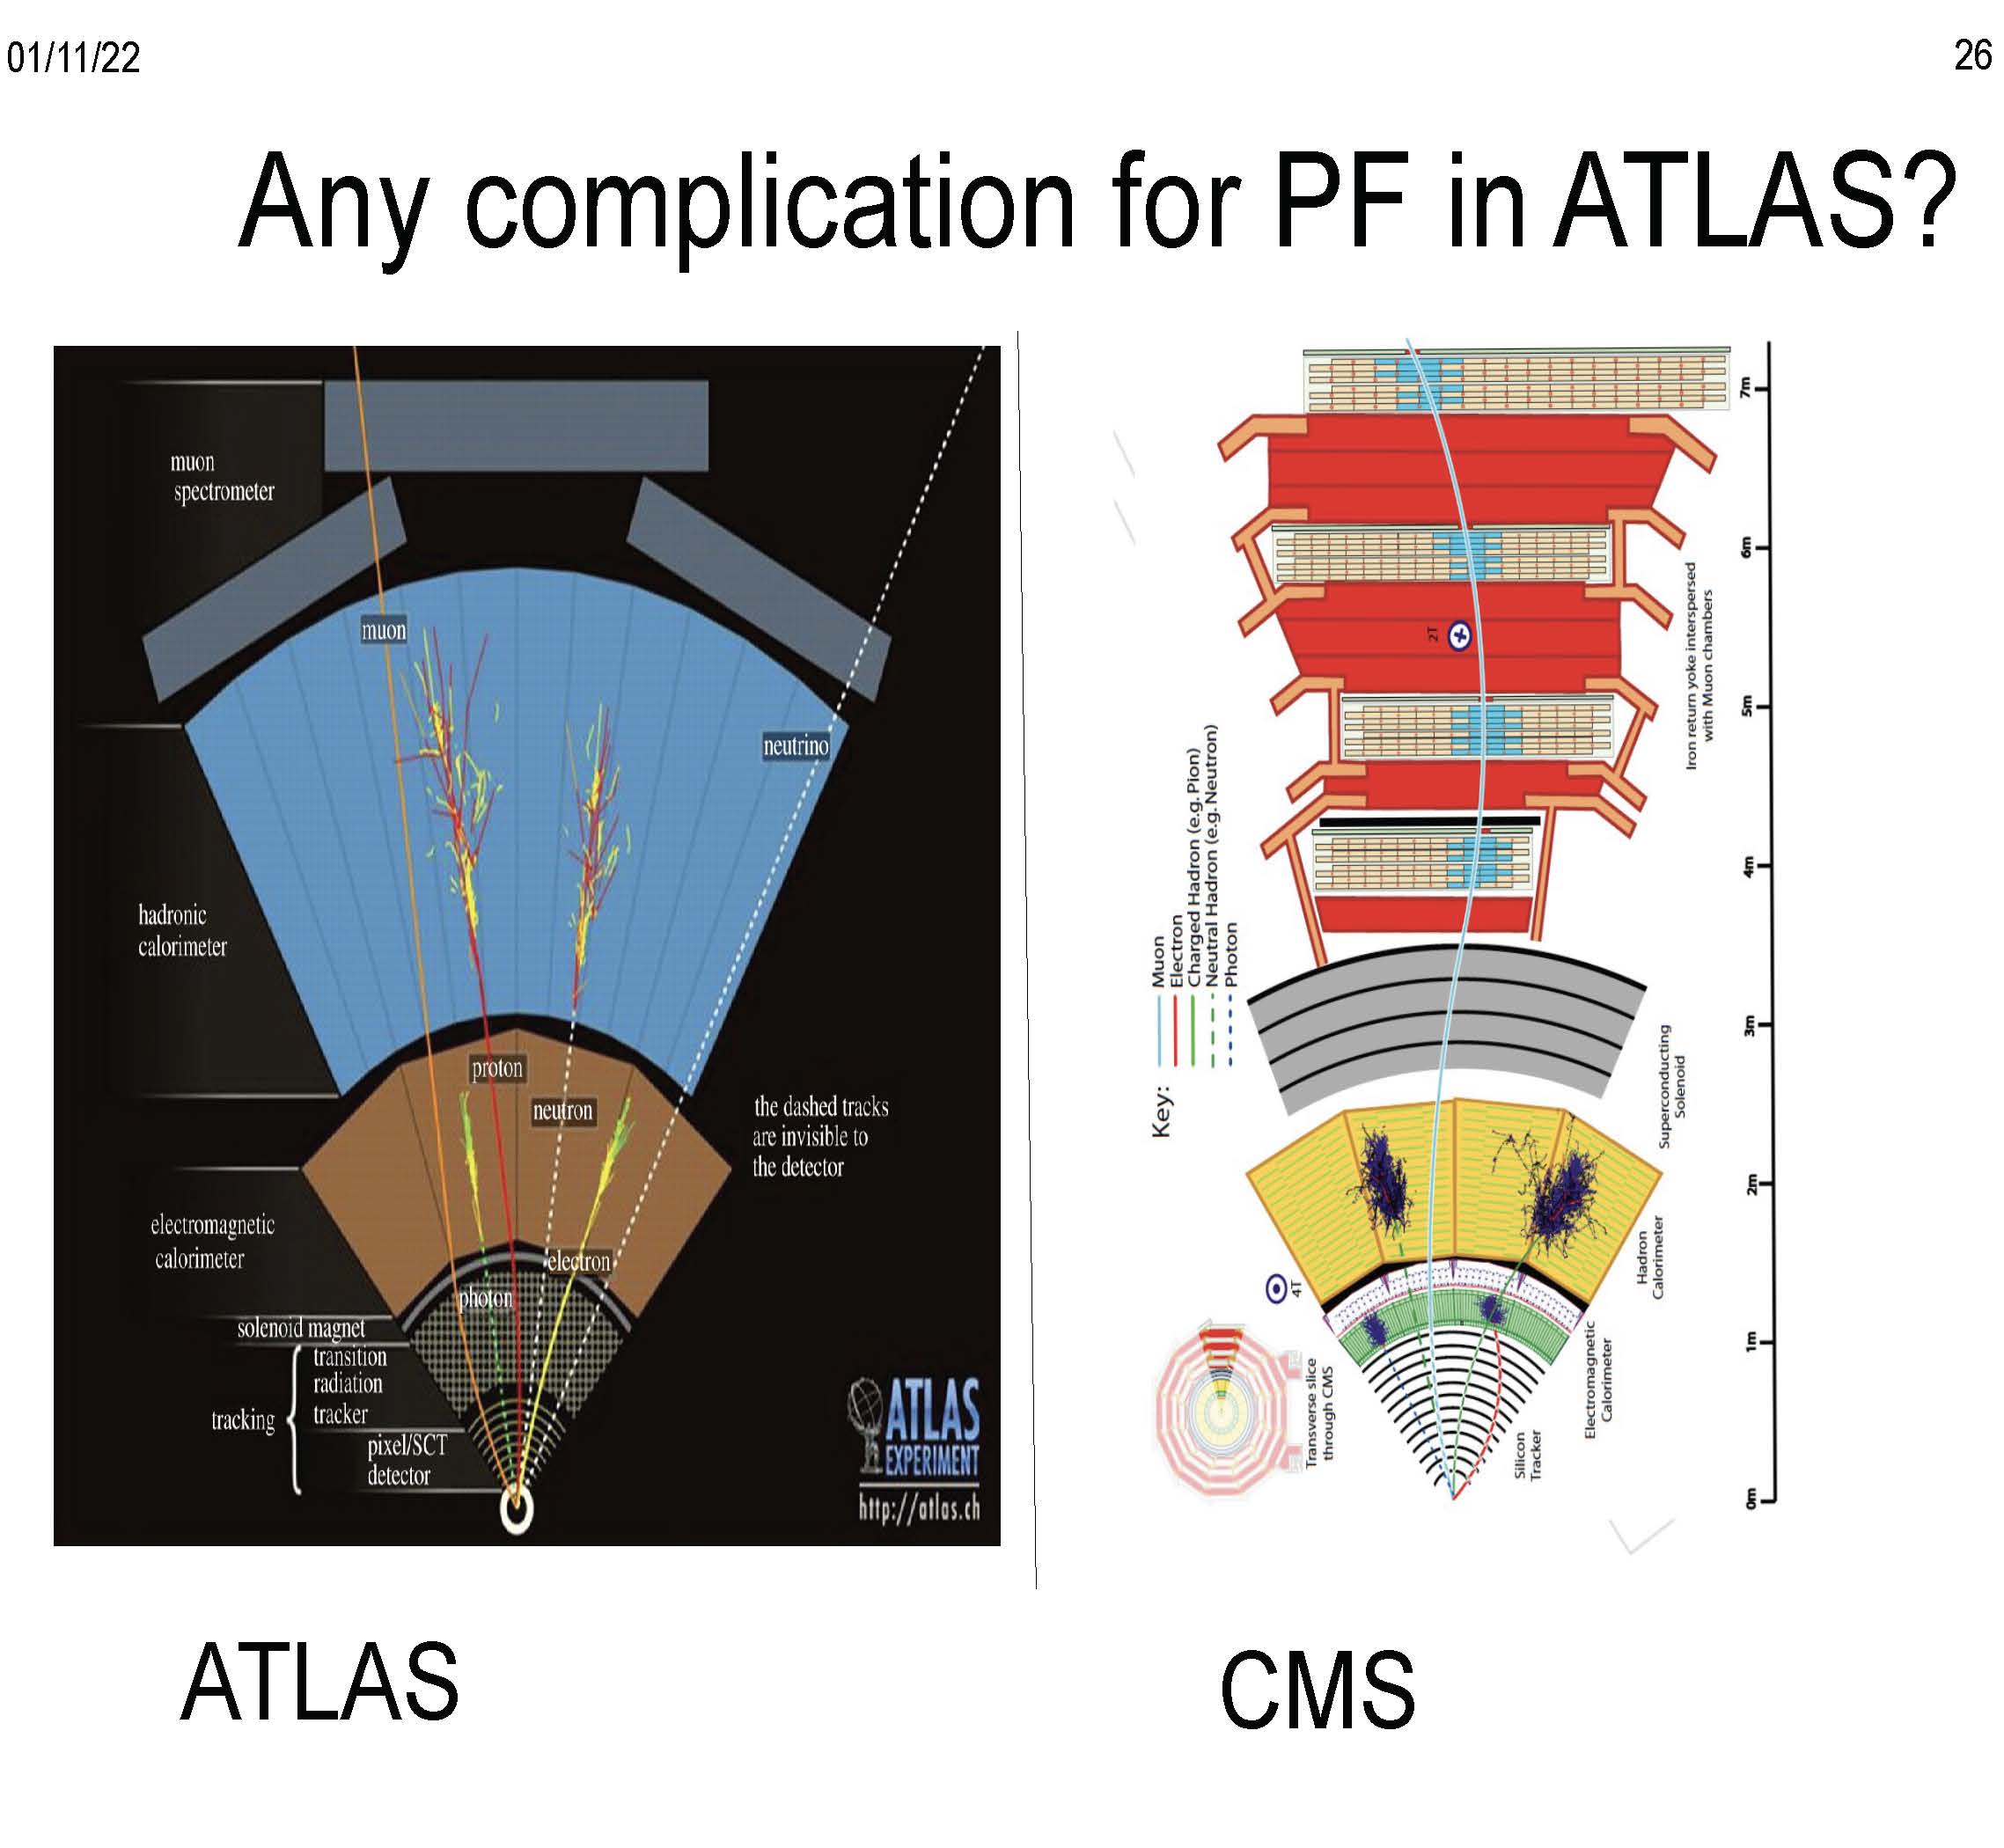 01/11/22
26
Any complication for PF in ATLAS?
muon
spectrometer
muon
neutrino
hadronic
calorimeter
proton
neutron
the dashed tracks
are invisible to
the detector
electromagnetic
calorimeter
electron
photon
solenoid magnet
transition
radiation
tracker
tracking
pixel/SCT
detector
ATLAS
EXPERIMENT
http://atlas.ch
Key:
Muon
Electron
Charged Hadron (e.g. Pion)
Neutral Hadron (e.g. Neutron)
Photon
2T
4T
Transverse slice
through CMS
Silicon
Tracker
Electromagnetic
Calorimeter
Hadron
Calorimeter
Superconducting
Solenoid
Iron return yoke interspersed
with Muon chambers
0m
1m
2m
3m
4m
5m
6m
7m
ATLAS
CMS